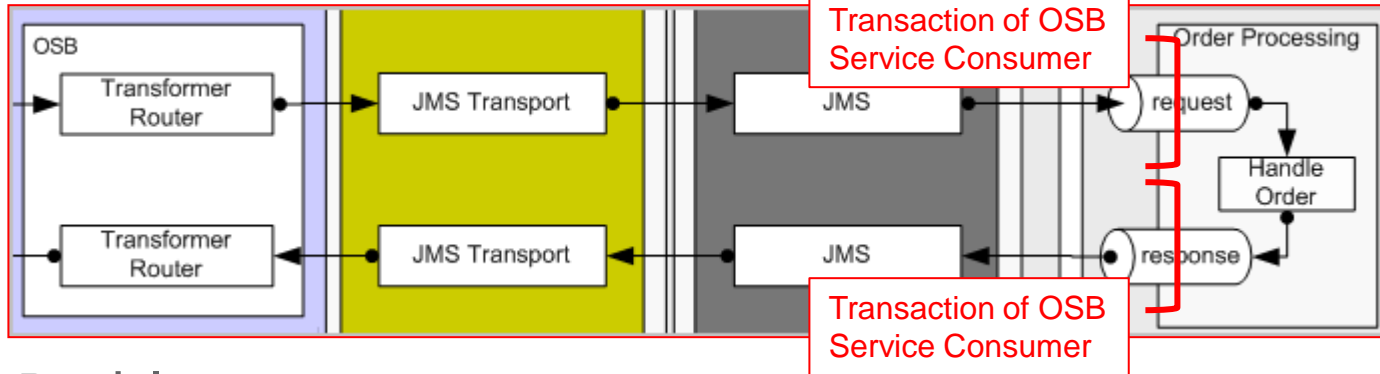 Transaction of OSB
Service Consumer
OSB
Order Processing
Transformer
Router
JMS Transport
JMS
request
Handle
Order
Transformer
Router
JMS Transport
JMS
response
Transaction of OSB
Service Consumer